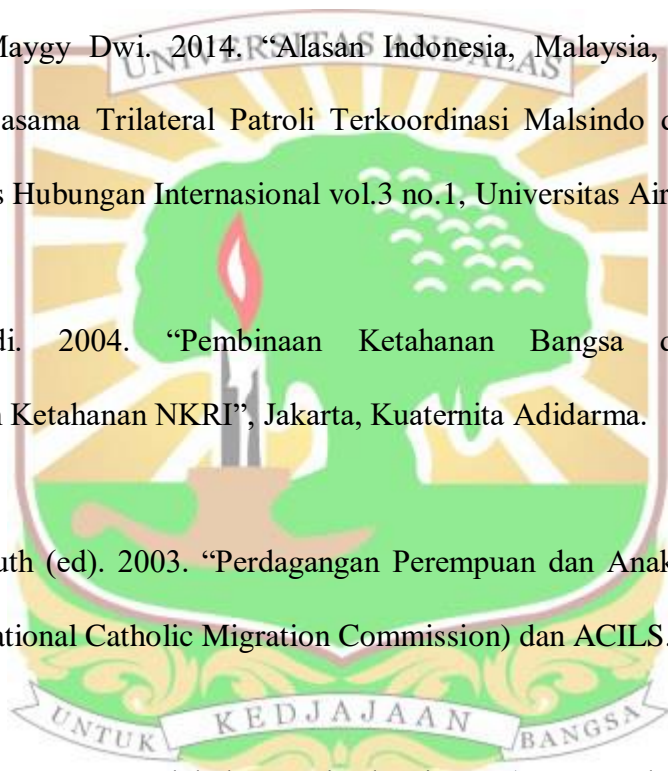 UNIVERSITAS ANDALAS
Maygy Dwi. 2014. “Alasan Indonesia, Malaysia,
asama Trilateral Patroli Terkoordinasi Malsindo
s Hubungan Internasional vol.3 no.1, Universitas Air
di. 2004. “Pembinaan Ketahanan Bangsa
n Ketahanan NKRI”, Jakarta, Kuaternita Adidarma.
uth (ed). 2003. “Perdagangan Perempuan dan Anak
ational Catholic Migration Commission) dan ACILS.
UNTUK KEDJAJAAN BANGSA